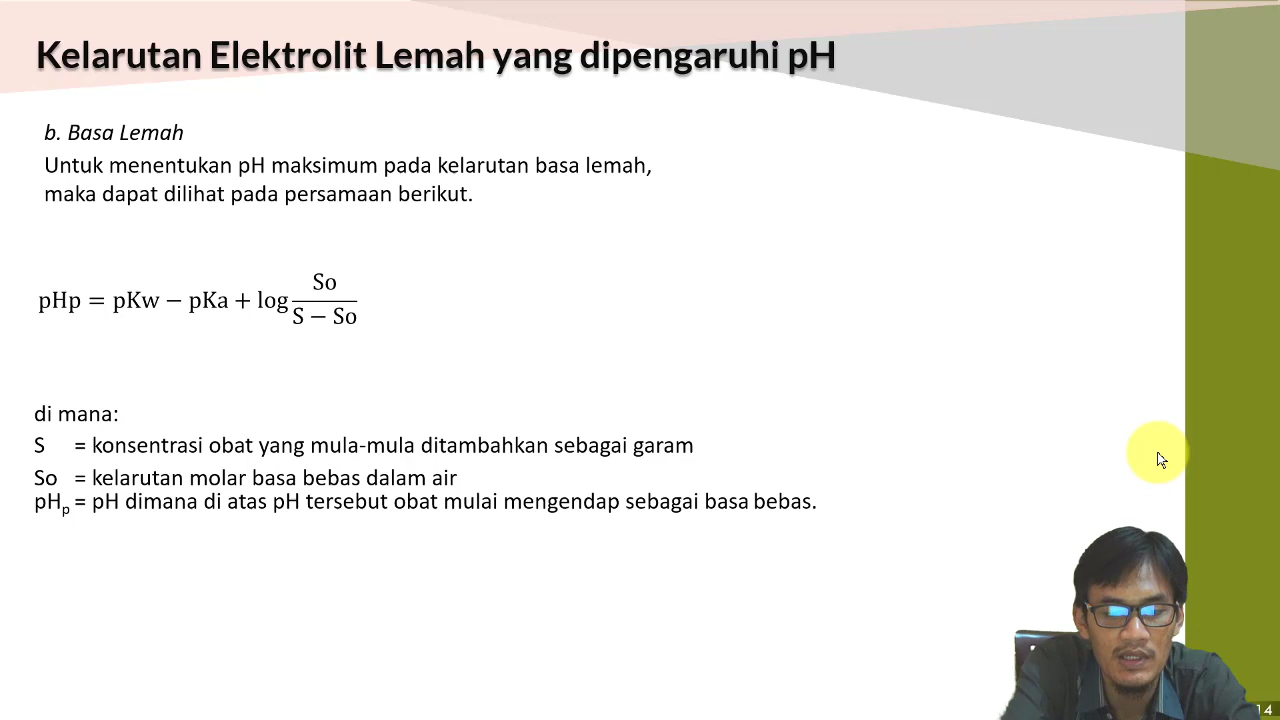 Kelarutan Elektrolit Lemah yang dipengaruhi pH
b. Basa Lemah
Untuk menentukan pH maksimum pada kelarutan basa lemah,
maka dapat dilihat pada persamaan berikut.
pHp = pKw − pKa + log So / S − So
di mana:
S = konsentrasi obat yang mula-mula ditambahkan sebagai garam
So = kelarutan molar basa bebas dalam air
pHp = pH dimana di atas pH tersebut obat mulai mengendap sebagai basa bebas.
14